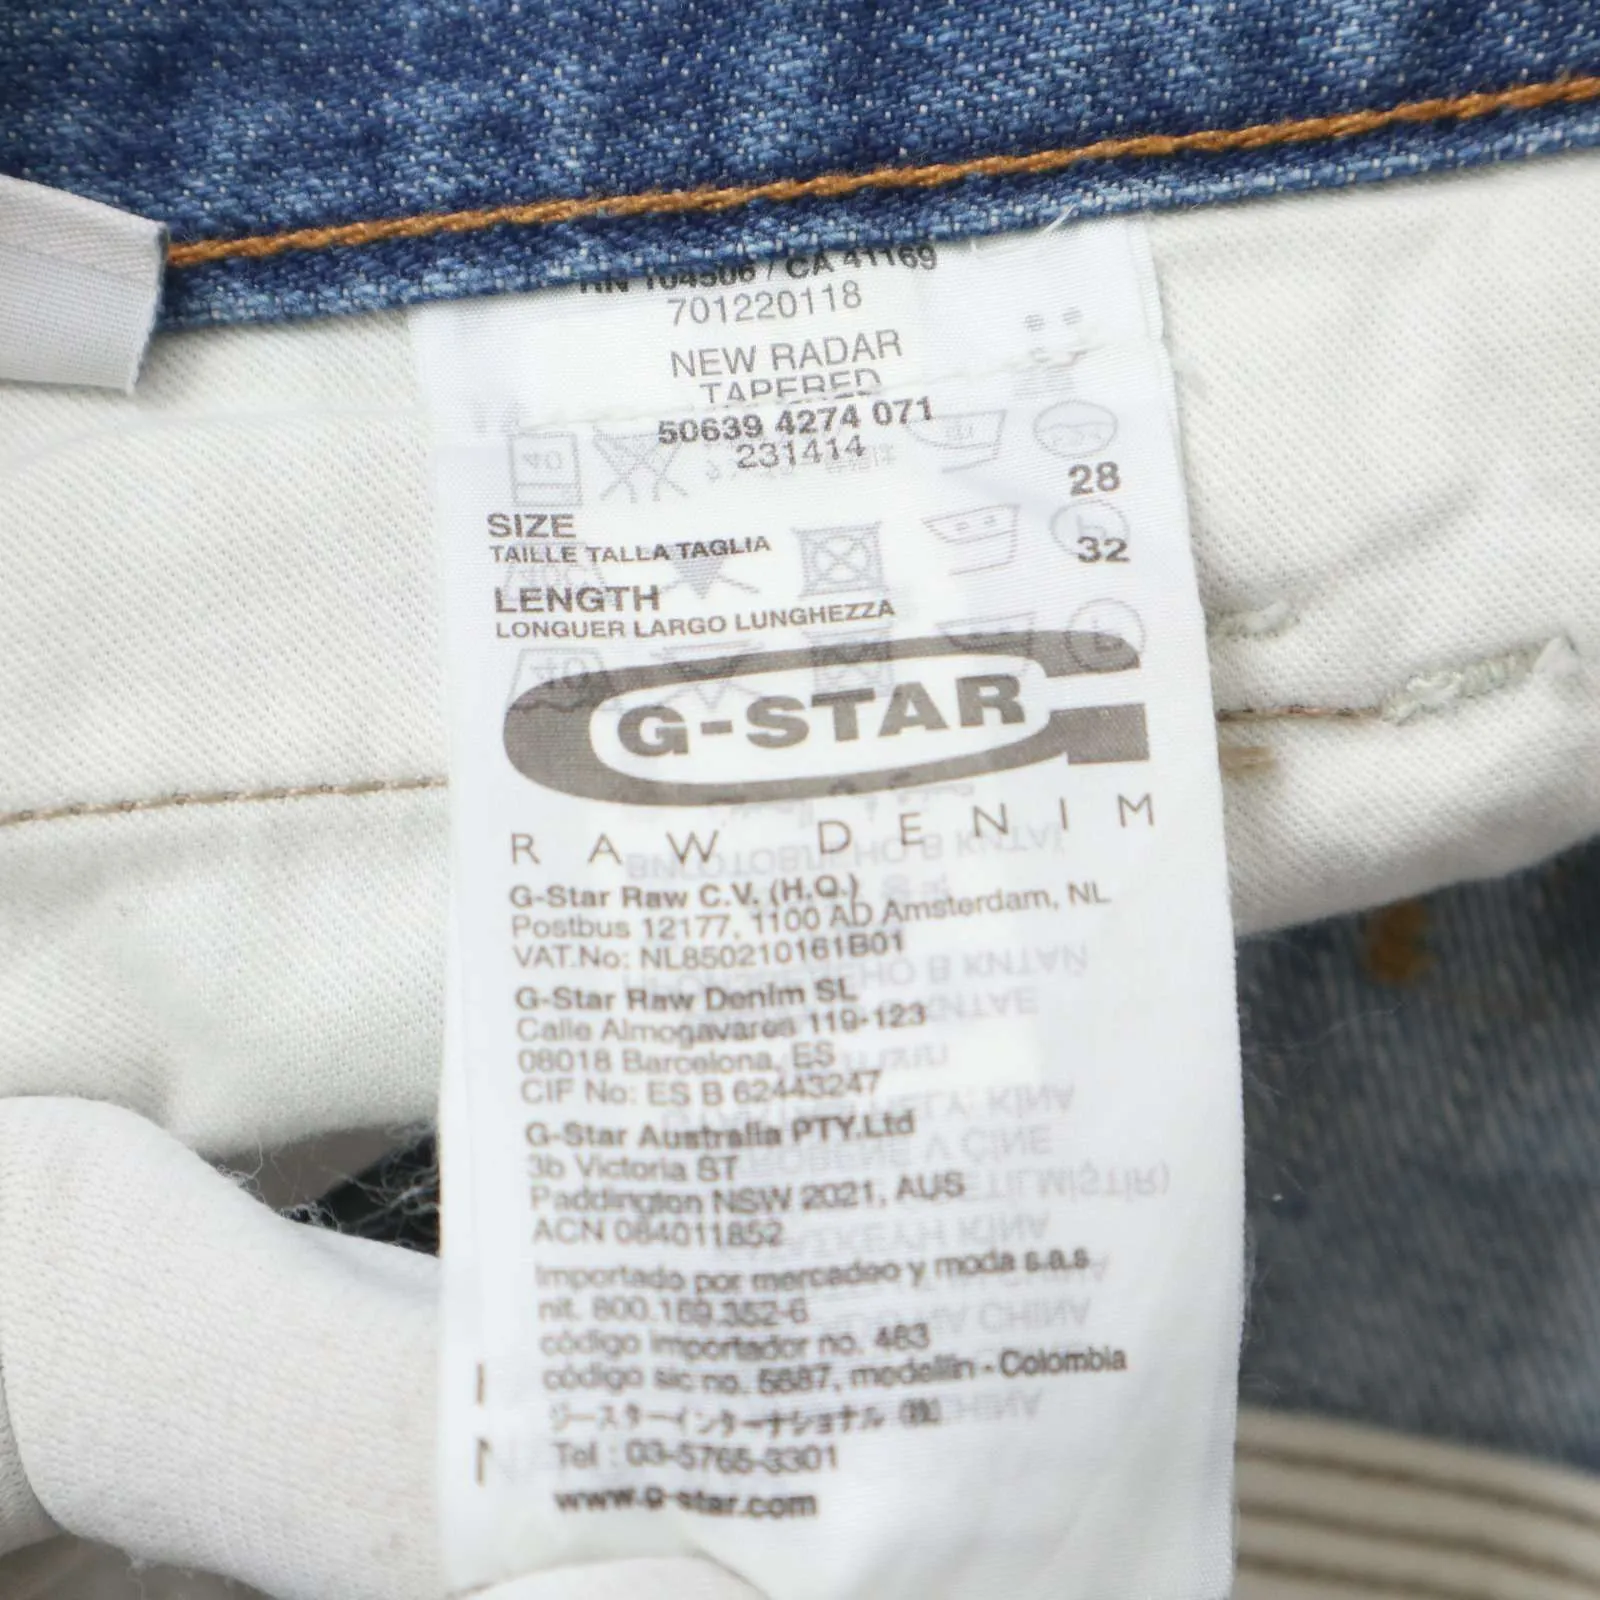 RN 104506 / CA 41169
701220118
NEW RADAR
TAPERED
50639 4274 071
231414
28
SIZE
TAILLE TALLA TAGLIA
32
LENGTH
LONGUER LARGO LUNGHEZZA
G-STAR
RAW DENIM
G-Star Raw C.V. (H.Q.)
Postbus 12177, 1100 AD Amsterdam, NL
VAT.No: NL850210161B01
G-Star Raw Denim SL
Calle Almogavares 119-123
08018 Barcelona, ES
CIF No: ES B 62443247
G-Star Australia PTY.Ltd
3b Victoria ST
Paddington NSW 2021, AUS
ACN 084011852
Importado por mercadeo y moda s.a.s
nit. 800.169.352-6
código importador no. 463
código sic no. 5687, medellin - Colombia
ジースターインターナショナル (株)
Tel : 03-5765-3301
www.g-star.com